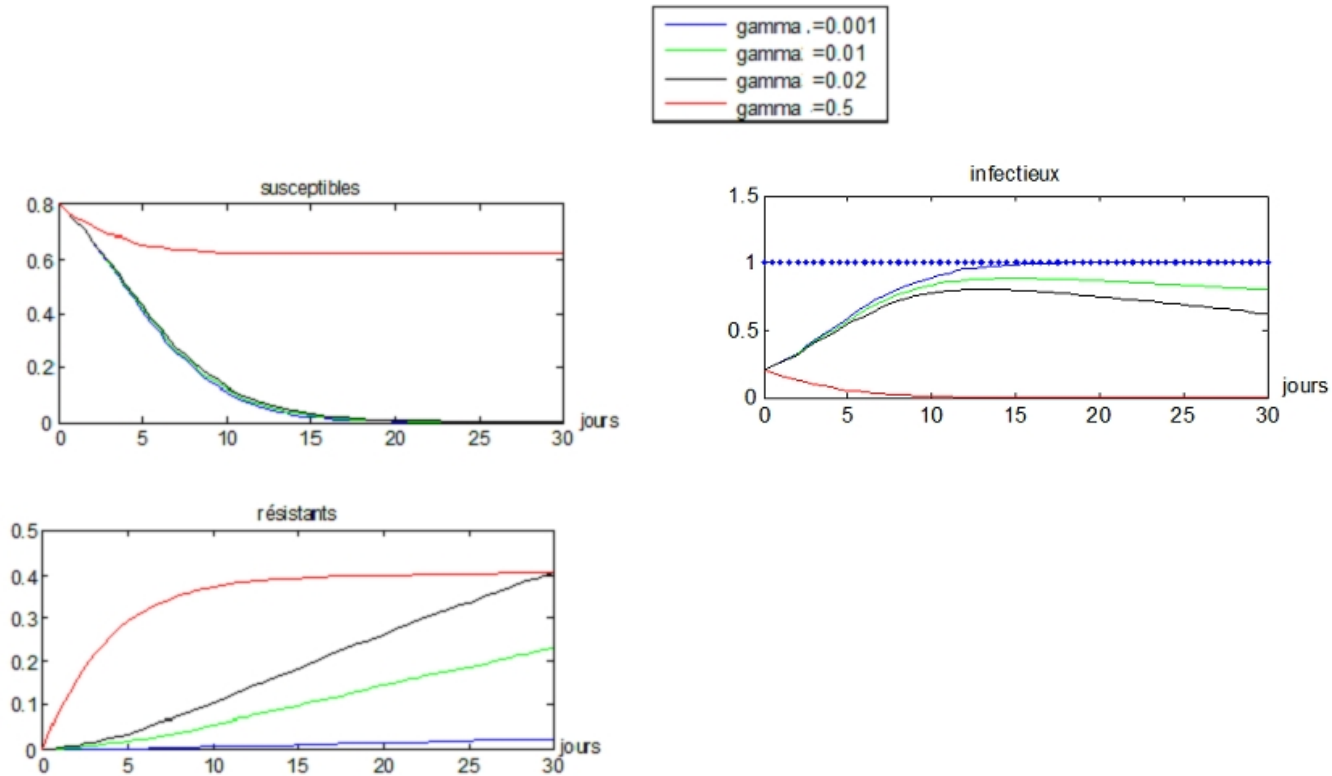 gamma .=0.001
gamma =0.01
gamma =0.02
gamma =0.5
susceptibles
0.8
0.6
0.4
0.2
0
0 5 10 15 20 25 30
jours
infectieux
1.5
1
0.5
0
0 5 10 15 20 25 30
jours
résistants
0.5
0.4
0.3
0.2
0.1
0
0 5 10 15 20 25 30
jours